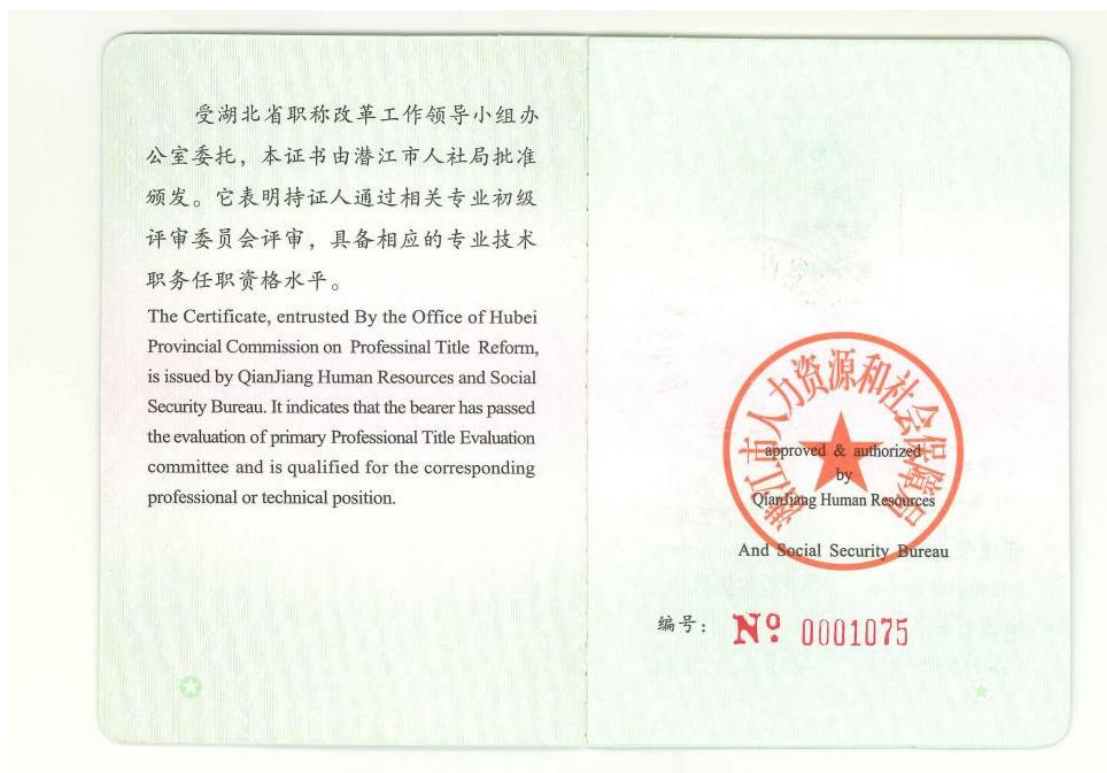 受湖北省职称改革工作领导小组办
公室委托，本证书由潜江市人社局批准
颁发。它表明持证人通过相关专业初级
评审委员会评审，具备相应的专业技术
职务任职资格水平。
The Certificate, entrusted By the Office of Hubei
Provincial Commission on Professinal Title Reform,
is issued by QianJiang Human Resources and Social
Security Bureau. It indicates that the bearer has passed
the evaluation of primary Professional Title Evaluation
committee and is qualified for the corresponding
professional or technical position.
潜江市人力资源和社会保障局
approved & authorized
by
QianJiang Human Resources
And Social Security Bureau
编号： Nº 0001075